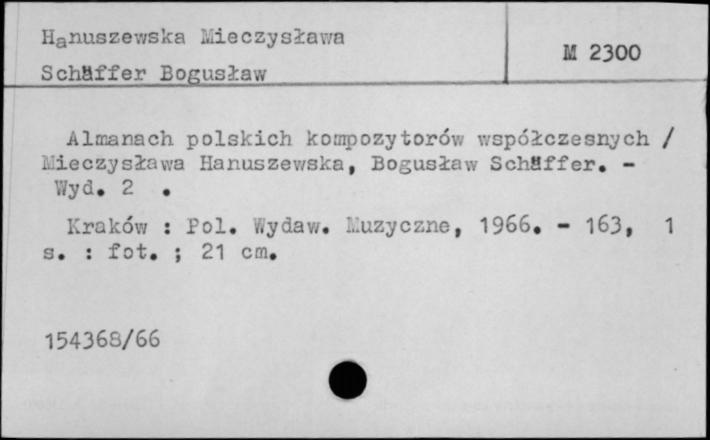 Hanuszewska Mieczysława
M 2300
Schäffer Bogusław
Almanach polskich kompozytorów współczesnych /
Mieczysława Hanuszewska, Bogusław Schäffer. -
Wyd. 2 .
Kraków : Pol. Wydaw. Muzyczne, 1966. - 163, 1
s. : fot. ; 21 cm.
154368/66